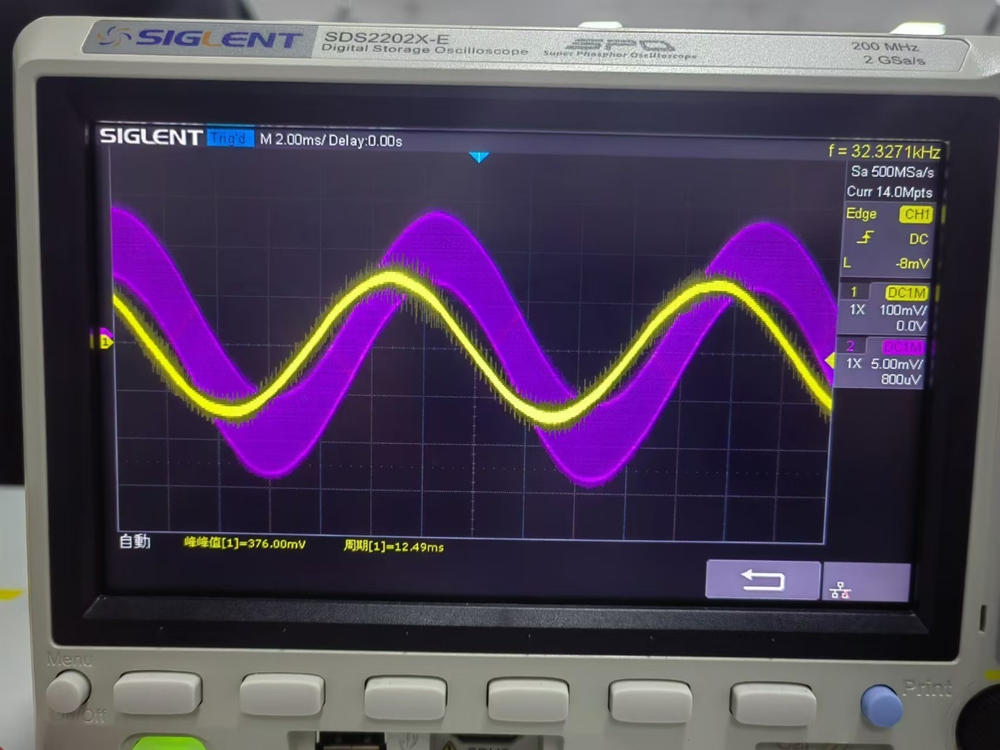 SIGLENT SDS2202X-E
Digital Storage Oscilloscope
SPO
Super Phosphor Oscilloscope
200 MHz
2 GSa/s
SIGLENT Trig'd M 2.00ms/ Delay:0.00s
f = 32.3271kHz
Sa 500MSa/s
Curr 14.0Mpts
Edge CH1
DC
L -8mV
1 DC1M
1X 100mV/
0.0V
2 DC1M
1X 5.00mV/
800uV
1
自動 峰峰值[1]=376.00mV 周期[1]=12.49ms
Menu
On/Off
Print